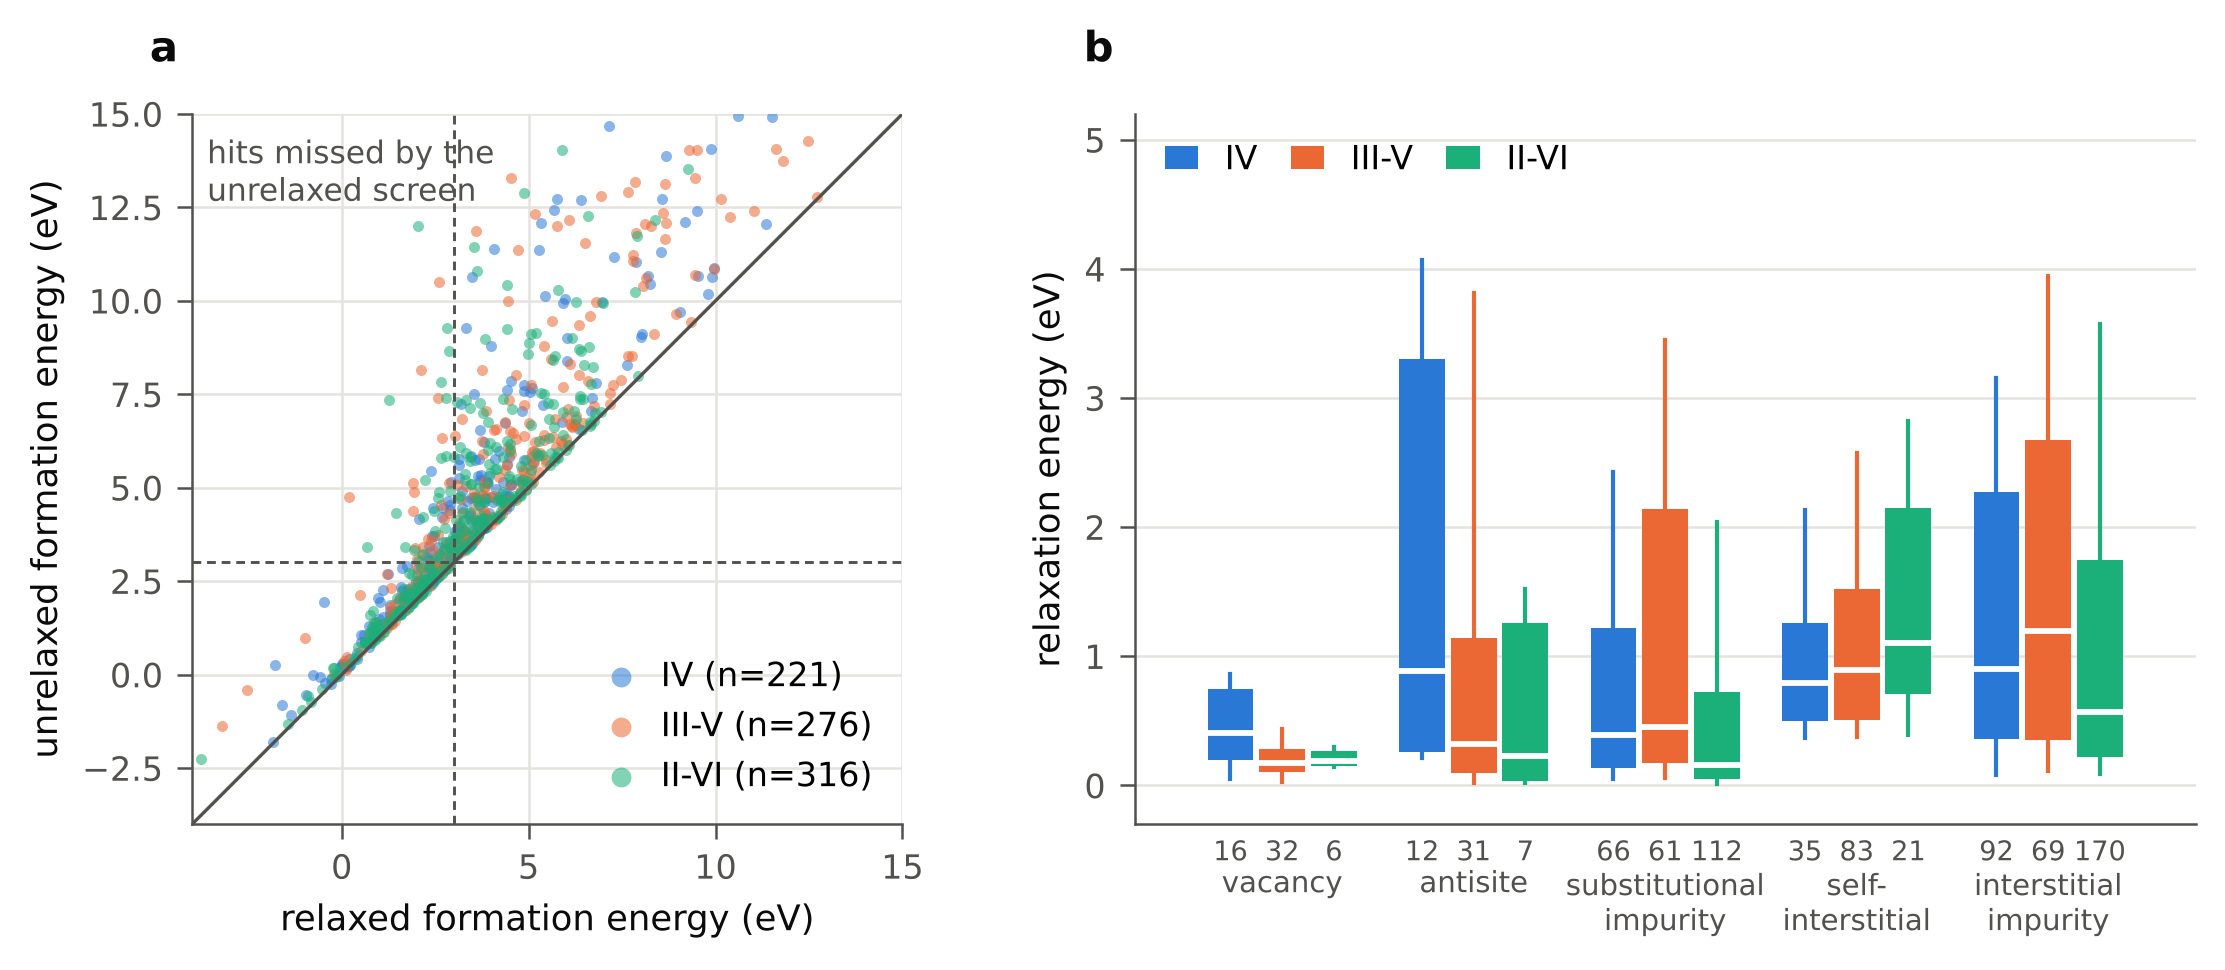 a
15.0
12.5
10.0
7.5
5.0
2.5
0.0
−2.5
0
5
10
15
unrelaxed formation energy (eV)
relaxed formation energy (eV)
hits missed by the
unrelaxed screen
IV (n=221)
III-V (n=276)
II-VI (n=316)
b
5
4
3
2
1
0
relaxation energy (eV)
IV III-V II-VI
16 32 6 12 31 7 66 61 112 35 83 21 92 69 170
vacancy
antisite
substitutional
impurity
self-
interstitial
interstitial
impurity